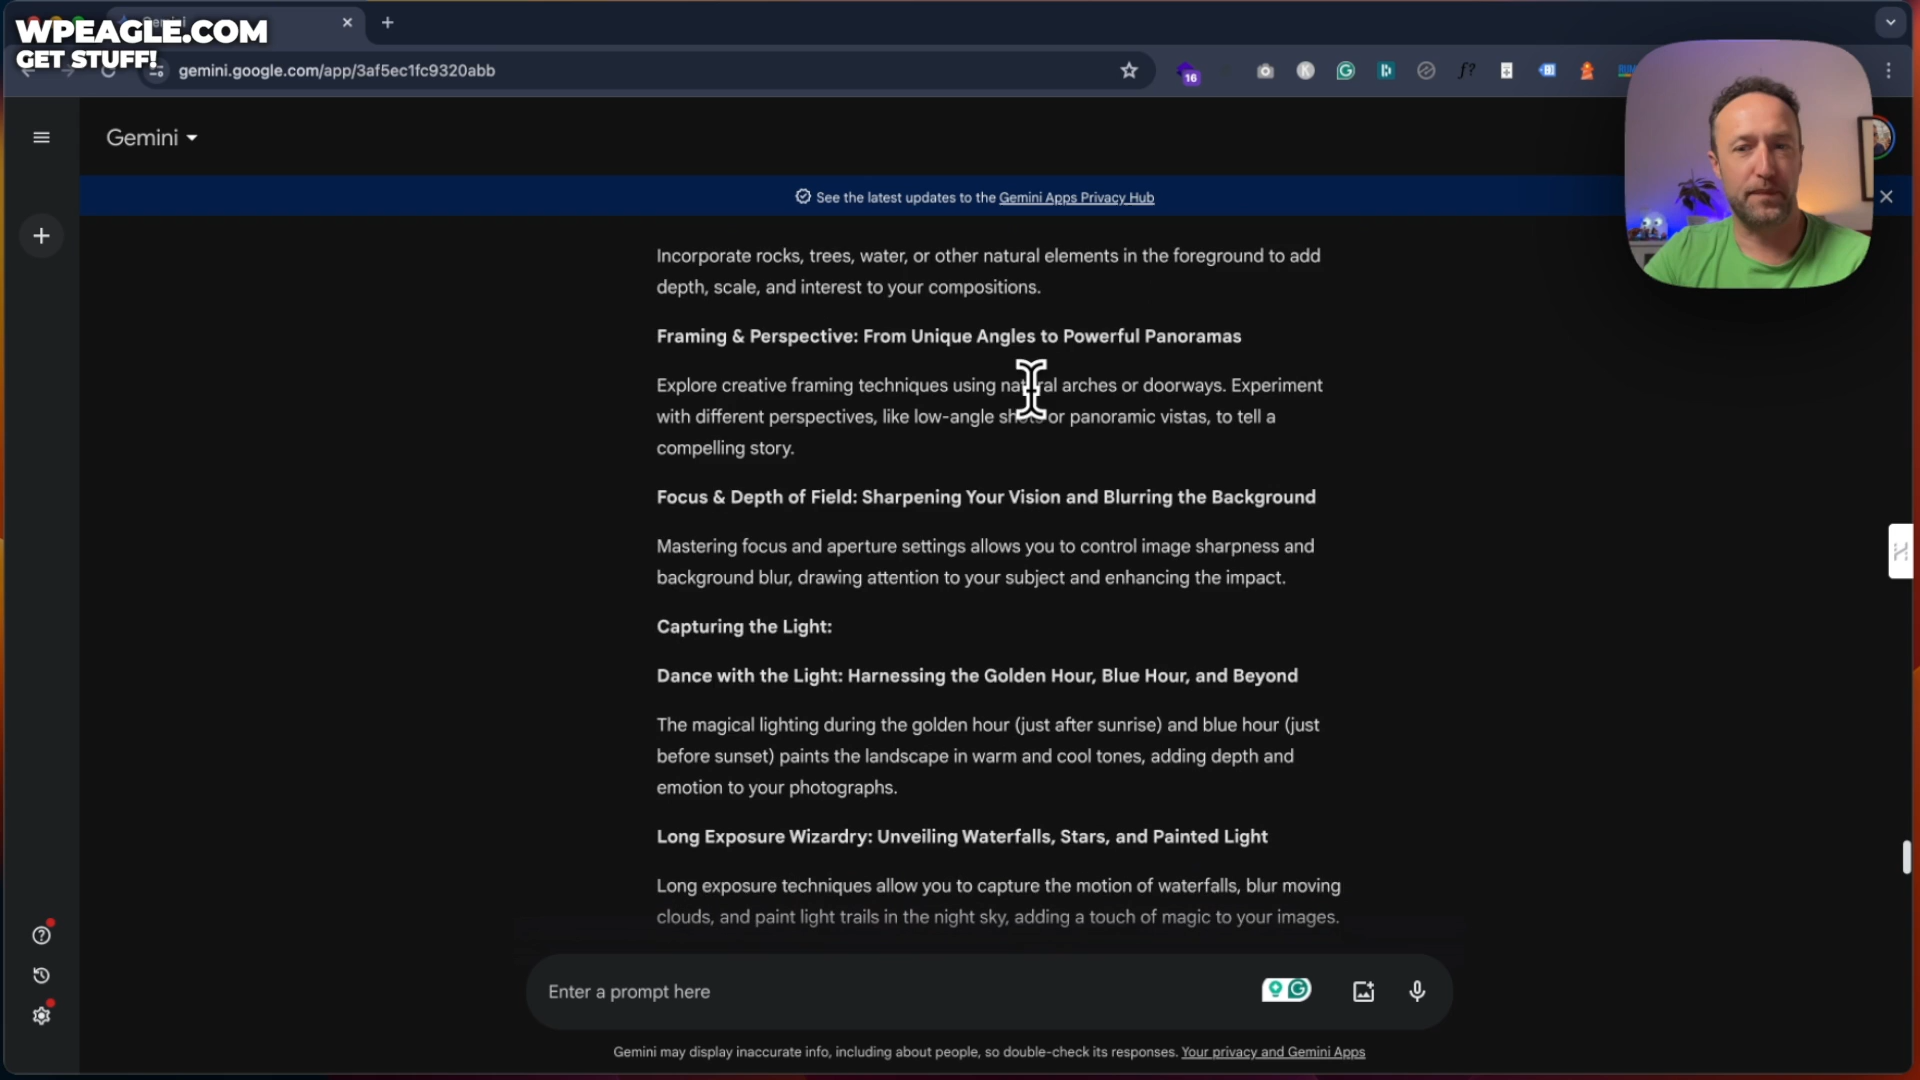 WPEAGLE.COM
GET STUFF!
gemini.google.com/app/3af5ec1fc9320abb
16
Gemini
See the latest updates to the Gemini Apps Privacy Hub
Incorporate rocks, trees, water, or other natural elements in the foreground to add
depth, scale, and interest to your compositions.
Framing & Perspective: From Unique Angles to Powerful Panoramas
Explore creative framing techniques using natural arches or doorways. Experiment
with different perspectives, like low-angle shots or panoramic vistas, to tell a
compelling story.
Focus & Depth of Field: Sharpening Your Vision and Blurring the Background
Mastering focus and aperture settings allows you to control image sharpness and
background blur, drawing attention to your subject and enhancing the impact.
Capturing the Light:
Dance with the Light: Harnessing the Golden Hour, Blue Hour, and Beyond
The magical lighting during the golden hour (just after sunrise) and blue hour (just
before sunset) paints the landscape in warm and cool tones, adding depth and
emotion to your photographs.
Long Exposure Wizardry: Unveiling Waterfalls, Stars, and Painted Light
Long exposure techniques allow you to capture the motion of waterfalls, blur moving
clouds, and paint light trails in the night sky, adding a touch of magic to your images.
Enter a prompt here
Gemini may display inaccurate info, including about people, so double-check its responses. Your privacy and Gemini Apps